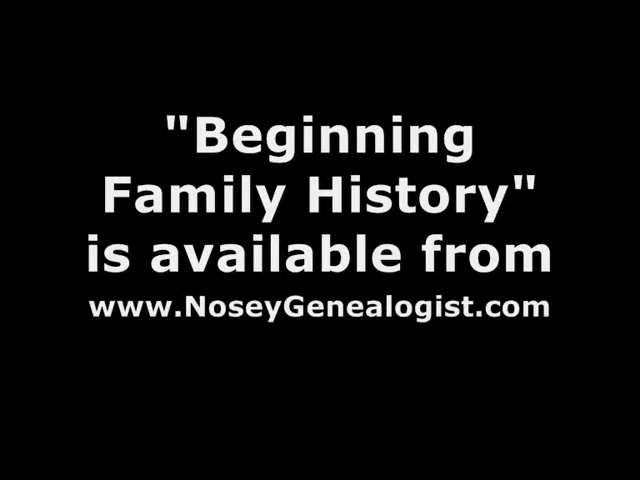 "Beginning
Family History"
is available from
www.NoseyGenealogist.com